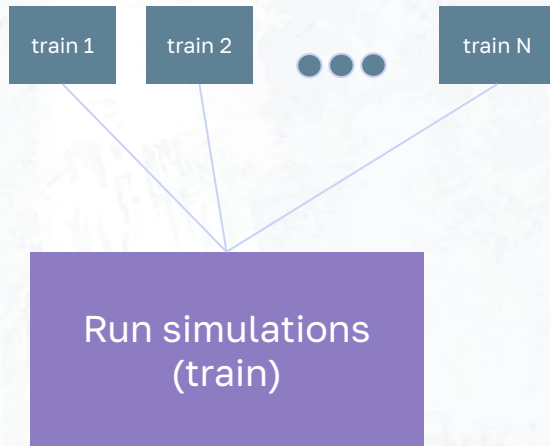 train 1
train 2
train N
Run simulations
(train)